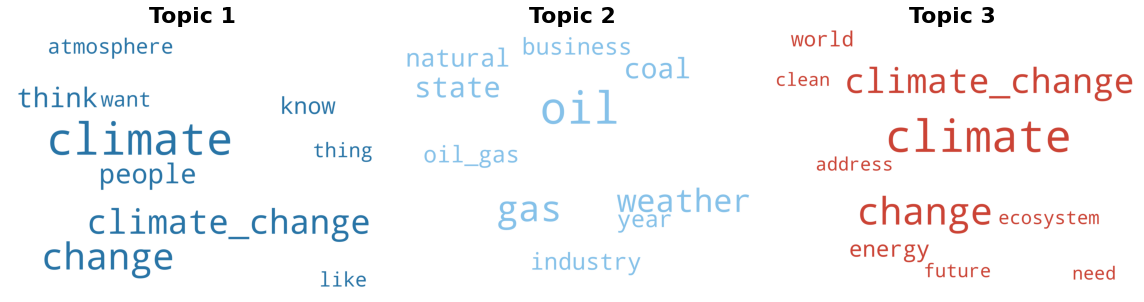 Topic 1
atmosphere
think want
know
climate
thing
people
climate_change
change
like
Topic 2
business
natural
coal
state
oil
oil_gas
weather
gas
year
industry
Topic 3
world
clean
climate_change
climate
address
change
ecosystem
energy
future
need